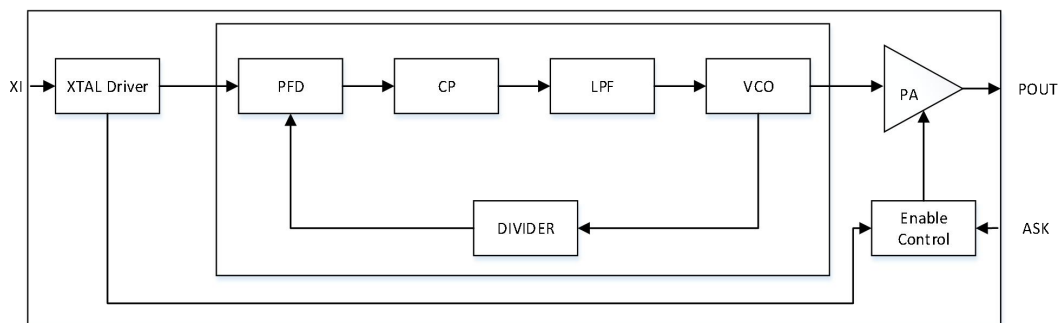 XI
XTAL Driver
PFD
CP
LPF
VCO
PA
POUT
DIVIDER
Enable
Control
ASK